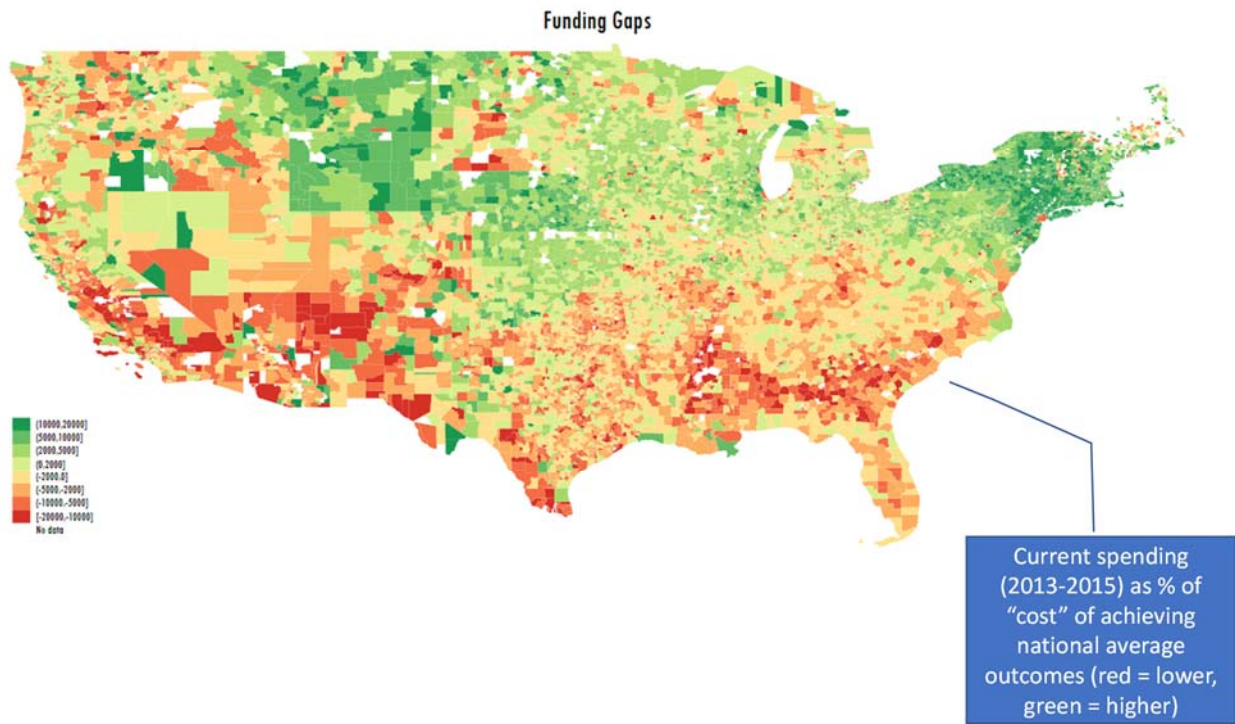 Funding Gaps
(10000,20000]
(5000,10000]
(2000,5000]
(0,2000]
(-2000,0]
(-5000,-2000]
(-10000,-5000]
[-20000,-10000]
No data
Current spending
(2013-2015) as % of
“cost” of achieving
national average
outcomes (red = lower,
green = higher)